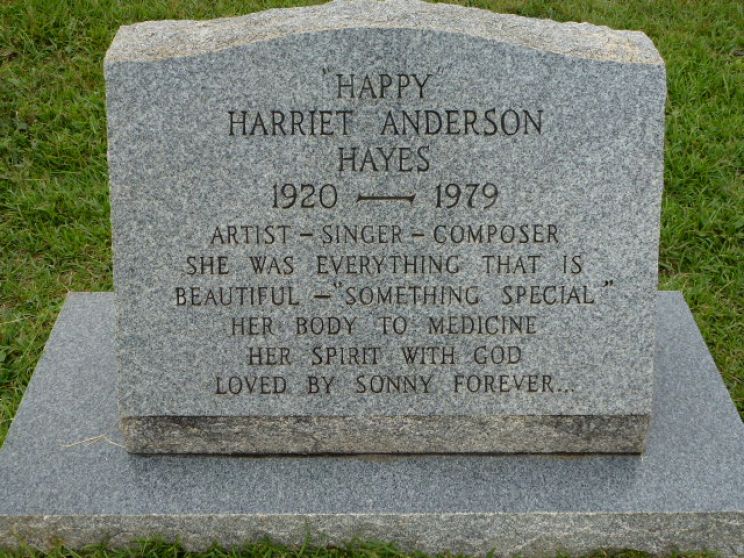 "HAPPY"
HARRIET ANDERSON
HAYES
1920 — 1979
ARTIST – SINGER – COMPOSER
SHE WAS EVERYTHING THAT IS
BEAUTIFUL – "SOMETHING SPECIAL"
HER BODY TO MEDICINE
HER SPIRIT WITH GOD
LOVED BY SONNY FOREVER...